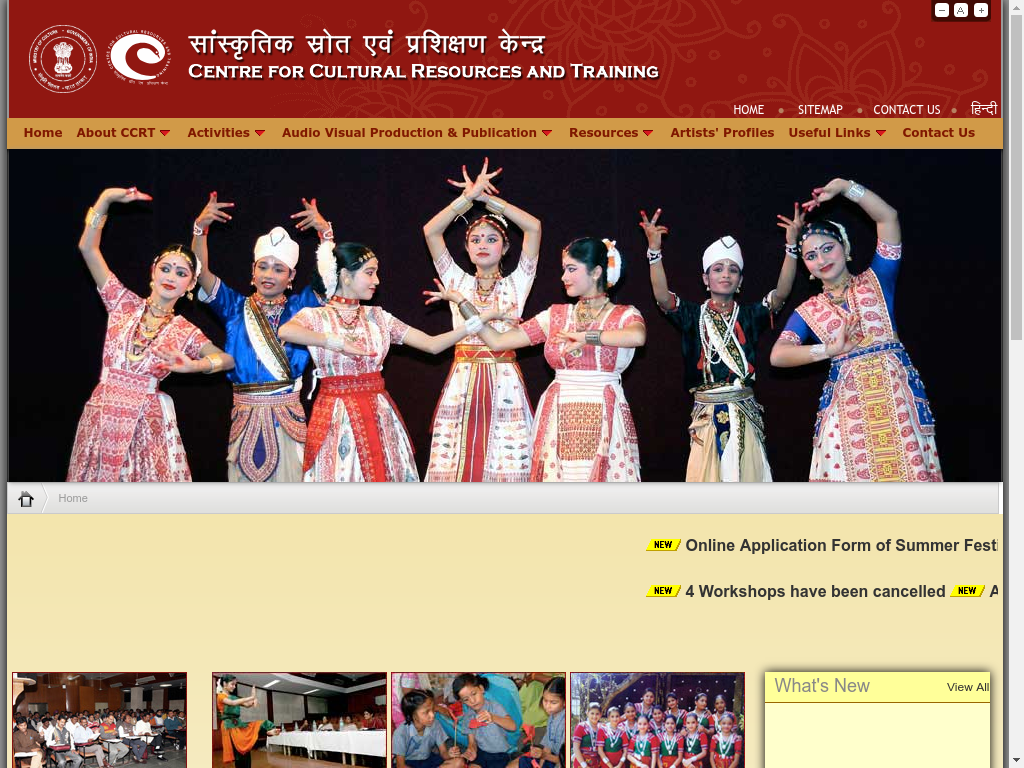 सांस्कृतिक स्रोत एवं प्रशिक्षण केन्द्र
CENTRE FOR CULTURAL RESOURCES AND TRAINING
HOME SITEMAP CONTACT US हिन्दी
Home About CCRT Activities Audio Visual Production & Publication Resources Artists' Profiles Useful Links Contact Us
Home
NEW Online Application Form of Summer Festi
NEW 4 Workshops have been cancelled NEW A
What's New View All